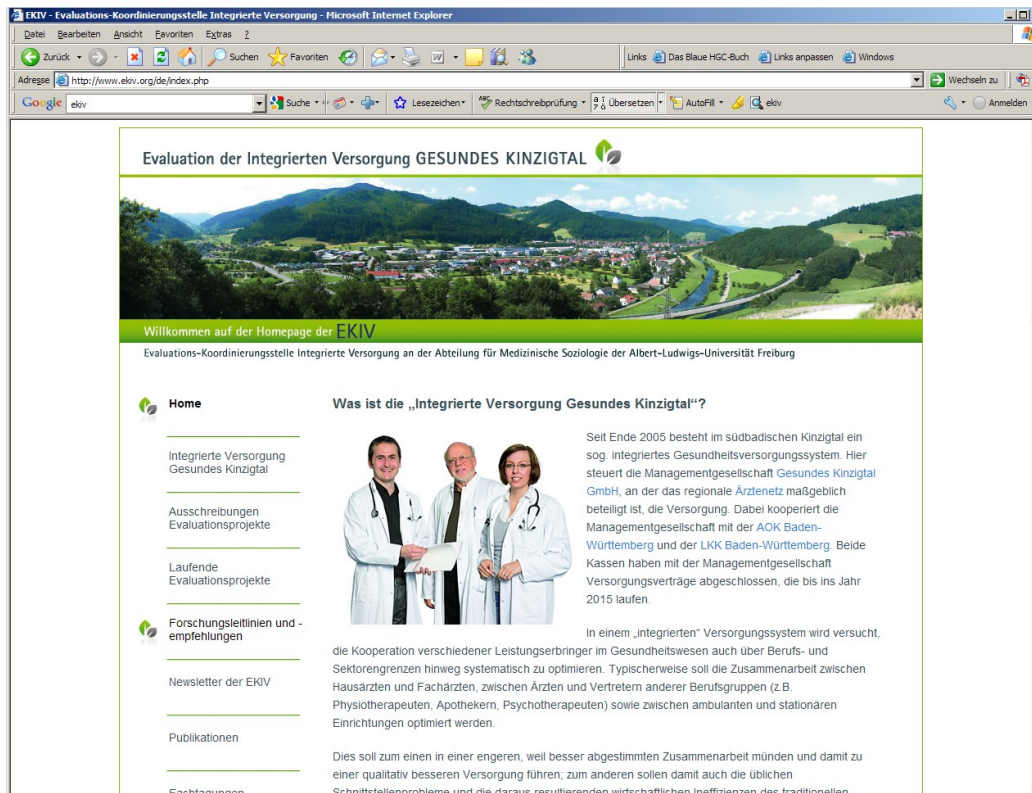 EKIV - Evaluations-Koordinierungsstelle Integrierte Versorgung - Microsoft Internet Explorer
Datei Bearbeiten Ansicht Favoriten Extras ?
Zurück Suchen Favoriten Links Das Blaue HGC-Buch Links anpassen Windows
Adresse http://www.ekiv.org/de/index.php Wechseln zu
Google ekiv Suche Lesezeichen Rechtschreibprüfung Übersetzen AutoFill ekiv Anmelden
Evaluation der Integrierten Versorgung GESUNDES KINZIGTAL
Willkommen auf der Homepage der EKIV
Evaluations-Koordinierungsstelle Integrierte Versorgung an der Abteilung für Medizinische Soziologie der Albert-Ludwigs-Universität Freiburg
Home
Integrierte Versorgung
Gesundes Kinzigtal
Ausschreibungen
Evaluationsprojekte
Laufende
Evaluationsprojekte
Forschungsleitlinien und -
empfehlungen
Newsletter der EKIV
Publikationen
Fachtagungen
Was ist die „Integrierte Versorgung Gesundes Kinzigtal“?
Seit Ende 2005 besteht im südbadischen Kinzigtal ein
sog. integriertes Gesundheitsversorgungssystem. Hier
steuert die Managementgesellschaft Gesundes Kinzigtal
GmbH, an der das regionale Ärztenetz maßgeblich
beteiligt ist, die Versorgung. Dabei kooperiert die
Managementgesellschaft mit der AOK Baden-
Württemberg und der LKK Baden-Württemberg. Beide
Kassen haben mit der Managementgesellschaft
Versorgungsverträge abgeschlossen, die bis ins Jahr
2015 laufen.
In einem „integrierten“ Versorgungssystem wird versucht,
die Kooperation verschiedener Leistungserbringer im Gesundheitswesen auch über Berufs- und
Sektorengrenzen hinweg systematisch zu optimieren. Typischerweise soll die Zusammenarbeit zwischen
Hausärzten und Fachärzten, zwischen Ärzten und Vertretern anderer Berufsgruppen (z.B.
Physiotherapeuten, Apothekern, Psychotherapeuten) sowie zwischen ambulanten und stationären
Einrichtungen optimiert werden.
Dies soll zum einen in einer engeren, weil besser abgestimmten Zusammenarbeit münden und damit zu
einer qualitativ besseren Versorgung führen; zum anderen sollen damit auch die üblichen
Schnittstellenprobleme und die daraus resultierenden wirtschaftlichen Ineffizienzen des traditionellen